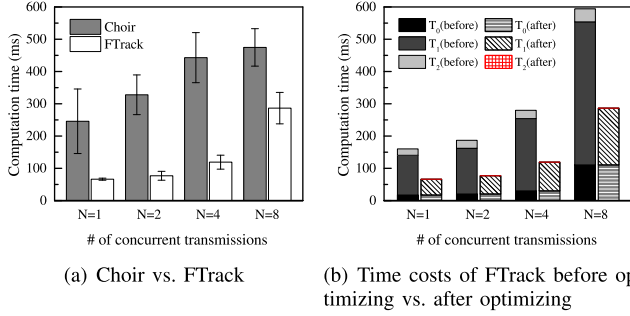 600
500
400
300
200
100
0
Computation time (ms)
Choir
FTrack
N=1 N=2 N=4 N=8
# of concurrent transmissions
(a) Choir vs. FTrack
600
500
400
300
200
100
0
Computation time (ms)
T0(before) T0(after)
T1(before) T1(after)
T2(before) T2(after)
N=1 N=2 N=4 N=8
# of concurrent transmissions
(b) Time costs of FTrack before op
timizing vs. after optimizing